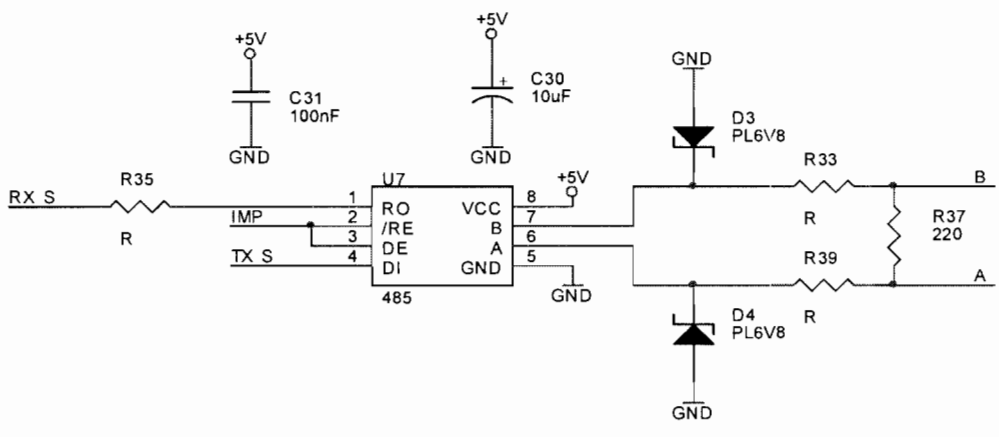 +5V
+5V
GND
C30
10uF
C31
100nF
D3
PL6V8
GND
GND
R33
R35
U7
+5V
B
RX_S
1
RO
VCC
8
IMP
2
/RE
B
7
R
R37
220
R
3
DE
A
6
TX_S
4
DI
GND
5
R39
A
485
GND
D4
PL6V8
R
GND